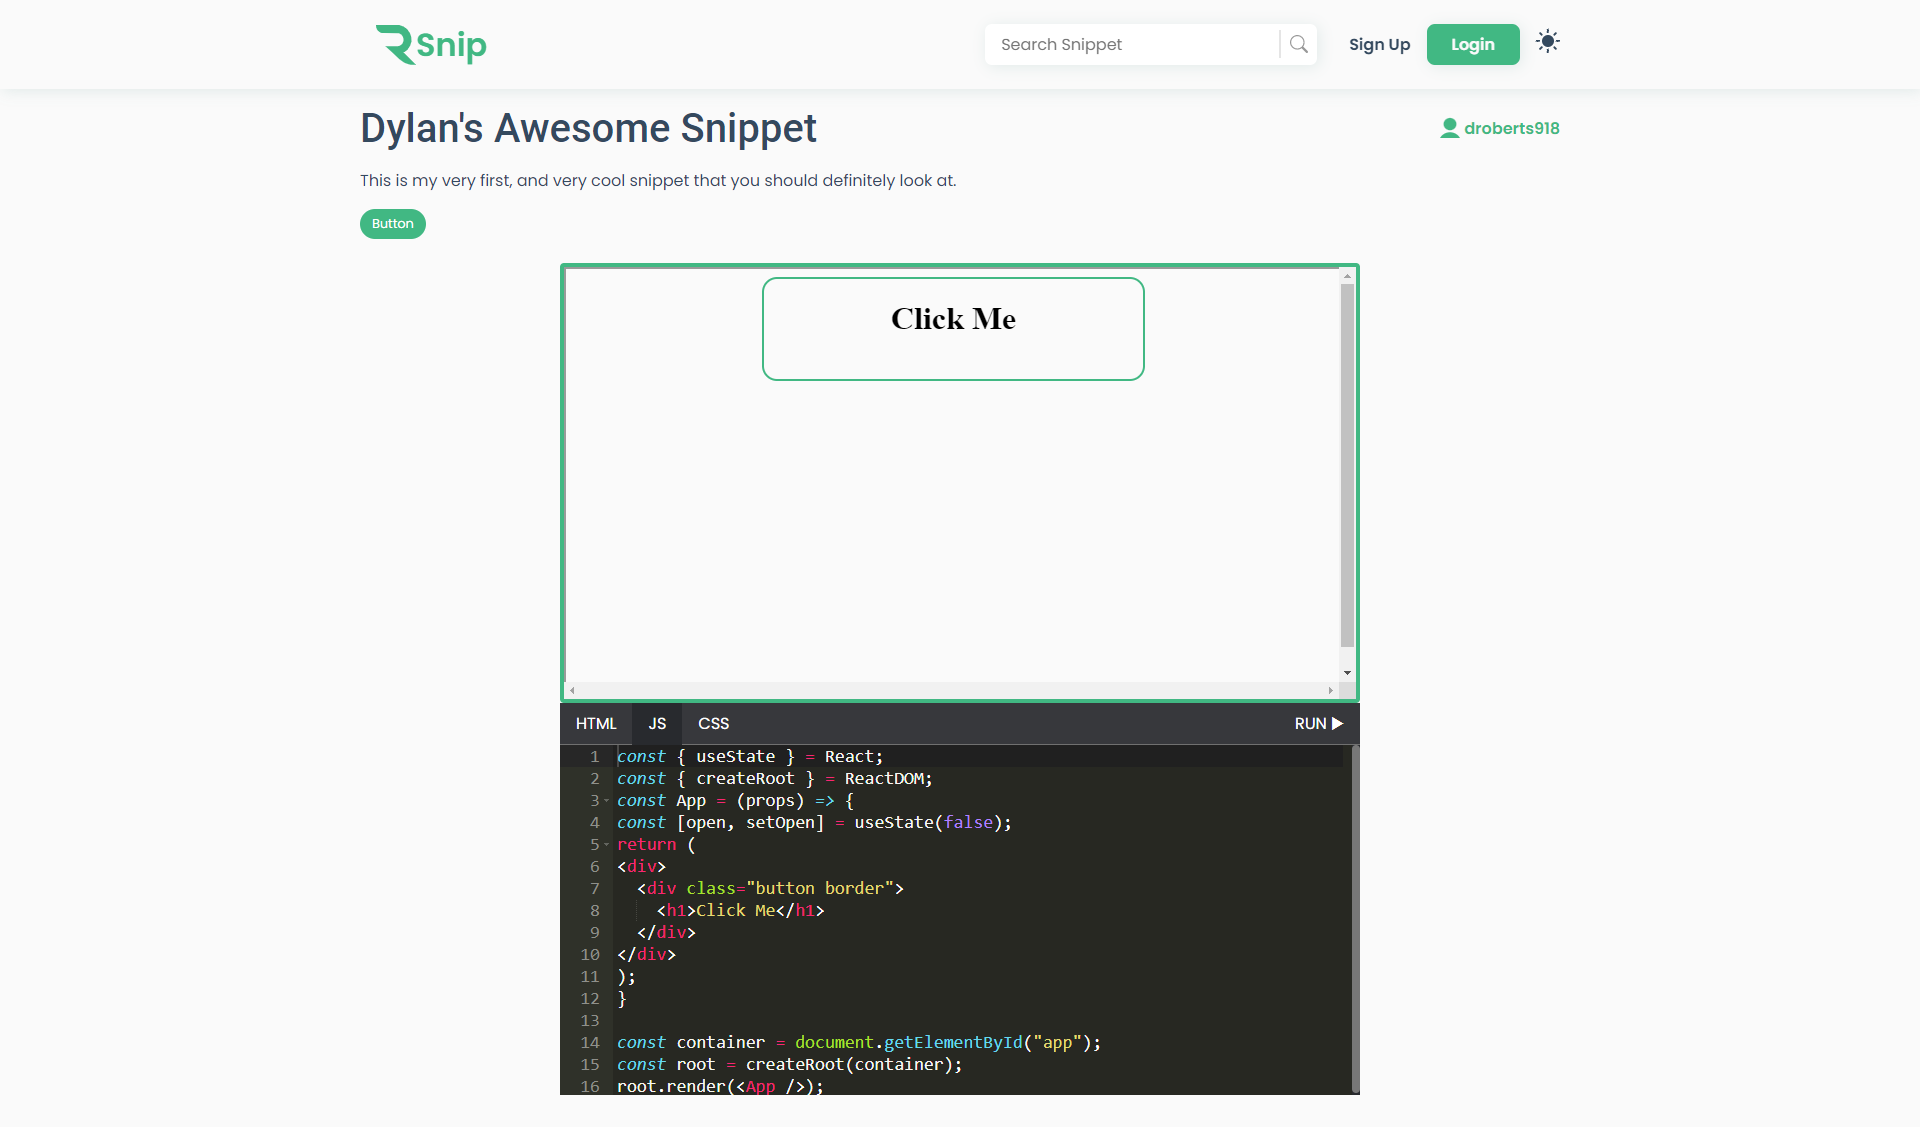 Snip
Search Snippet
Sign Up
Login
Dylan's Awesome Snippet
droberts918
This is my very first, and very cool snippet that you should definitely look at.
Button
Click Me
HTML JS CSS RUN
1 const { useState } = React;
2 const { createRoot } = ReactDOM;
3 const App = (props) => {
4 const [open, setOpen] = useState(false);
5 return (
6 <div>
7   <div class="button border">
8     <h1>Click Me</h1>
9   </div>
10 </div>
11 );
12 }
13
14 const container = document.getElementById("app");
15 const root = createRoot(container);
16 root.render(<App />);